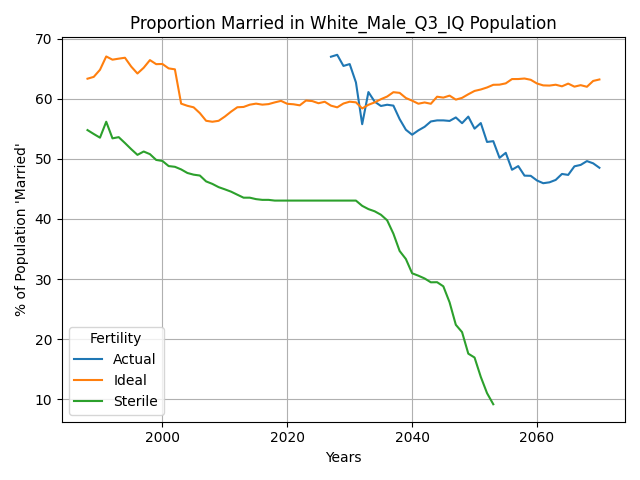 Proportion Married in White_Male_Q3_IQ Population
% of Population 'Married'
70
60
50
40
30
20
10
Fertility
Actual
Ideal
Sterile
2000
2020
2040
2060
Years